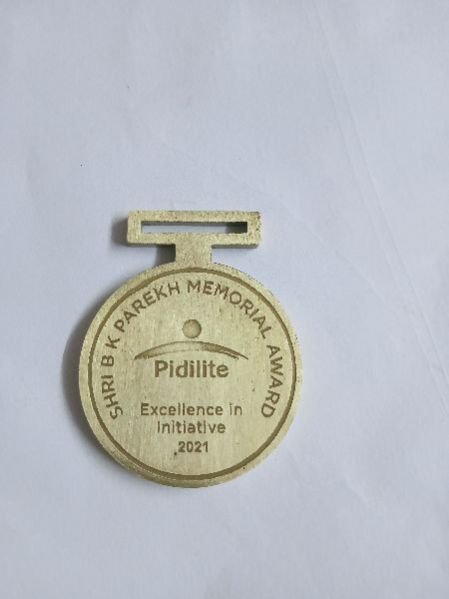 SHRI B K PAREKH MEMORIAL AWARD
Pidilite
Excellence in
Initiative
2021